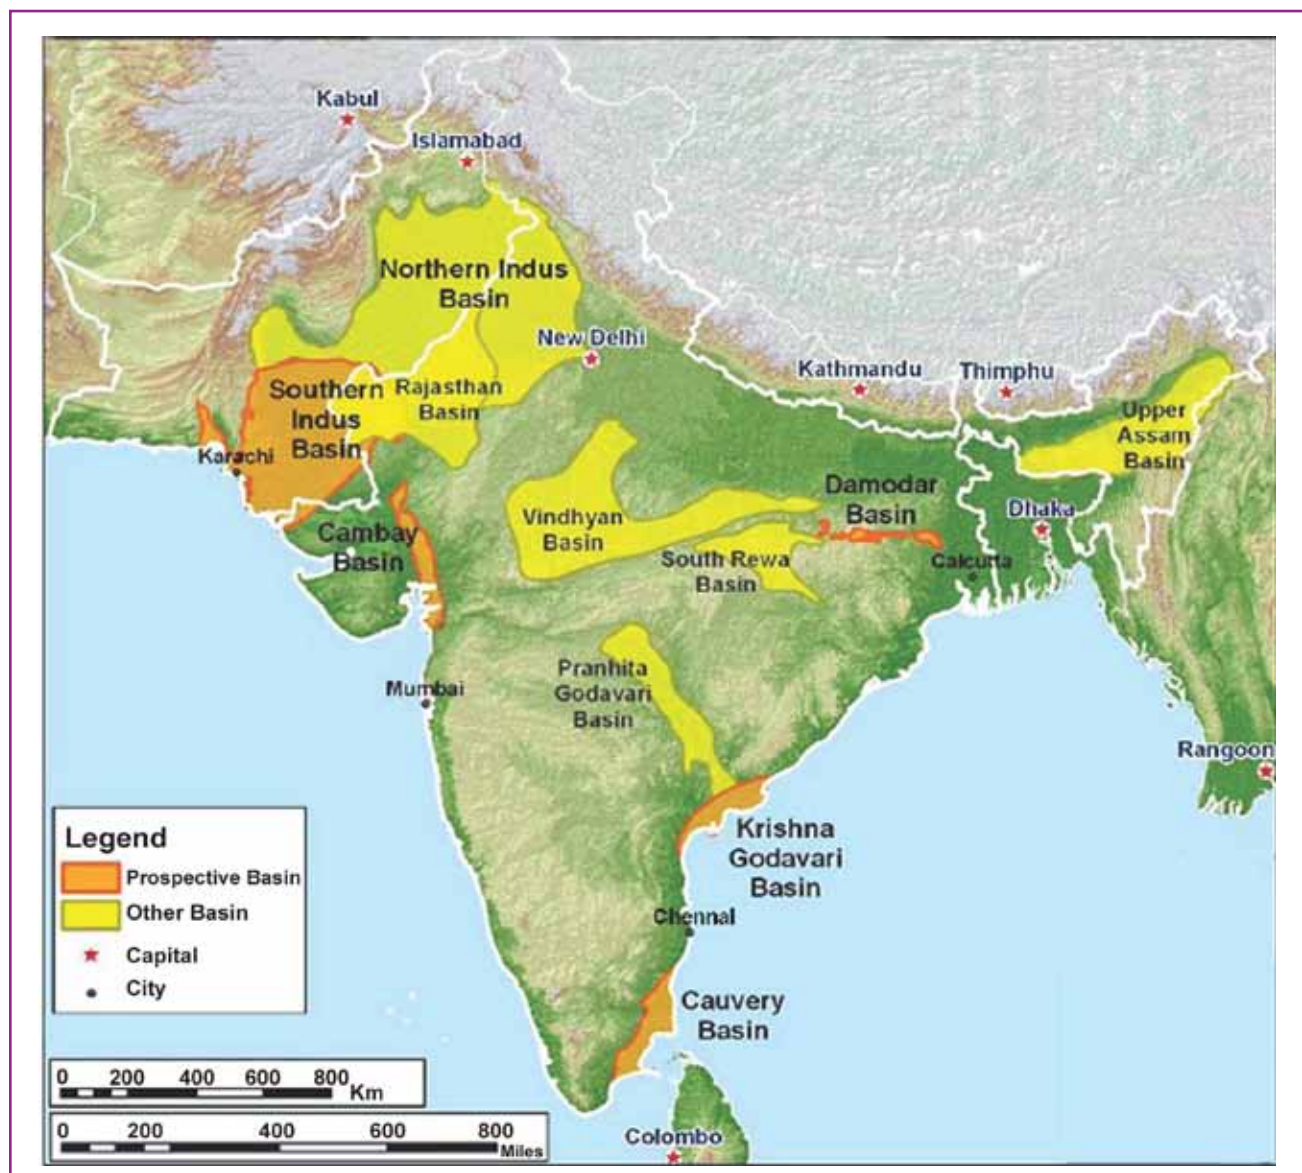 Kabul
Islamabad
Northern Indus
Basin
New Delhi
Kathmandu
Thimphu
Southern
Indus
Basin
Rajasthan
Basin
Upper
Assam
Basin
Karachi
Damodar
Basin
Dhaka
Vindhyan
Basin
Cambay
Basin
South Rewa
Basin
Calcutta
Pranhita
Godavari
Basin
Mumbai
Rangoon
Krishna
Godavari
Basin
Chennal
Cauvery
Basin
Colombo
Legend
Prospective Basin
Other Basin
Capital
City
0 200 400 600 800 Km
0 200 400 600 800 Miles